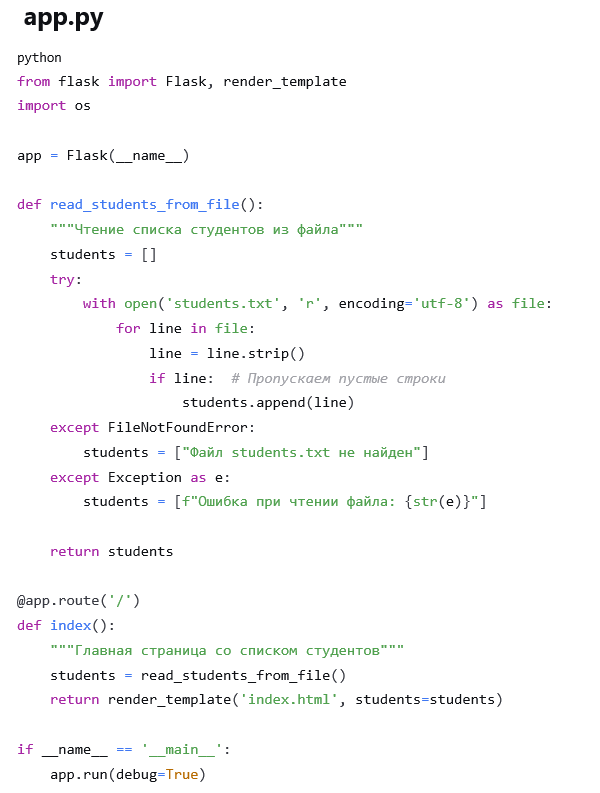 app.py
python
from flask import Flask, render_template
import os

app = Flask(__name__)

def read_students_from_file():
    """Чтение списка студентов из файла"""
    students = []
    try:
        with open('students.txt', 'r', encoding='utf-8') as file:
            for line in file:
                line = line.strip()
                if line:  # Пропускаем пустые строки
                    students.append(line)
    except FileNotFoundError:
        students = ["Файл students.txt не найден"]
    except Exception as e:
        students = [f"Ошибка при чтении файла: {str(e)}"]

    return students

@app.route('/')
def index():
    """Главная страница со списком студентов"""
    students = read_students_from_file()
    return render_template('index.html', students=students)

if __name__ == '__main__':
    app.run(debug=True)